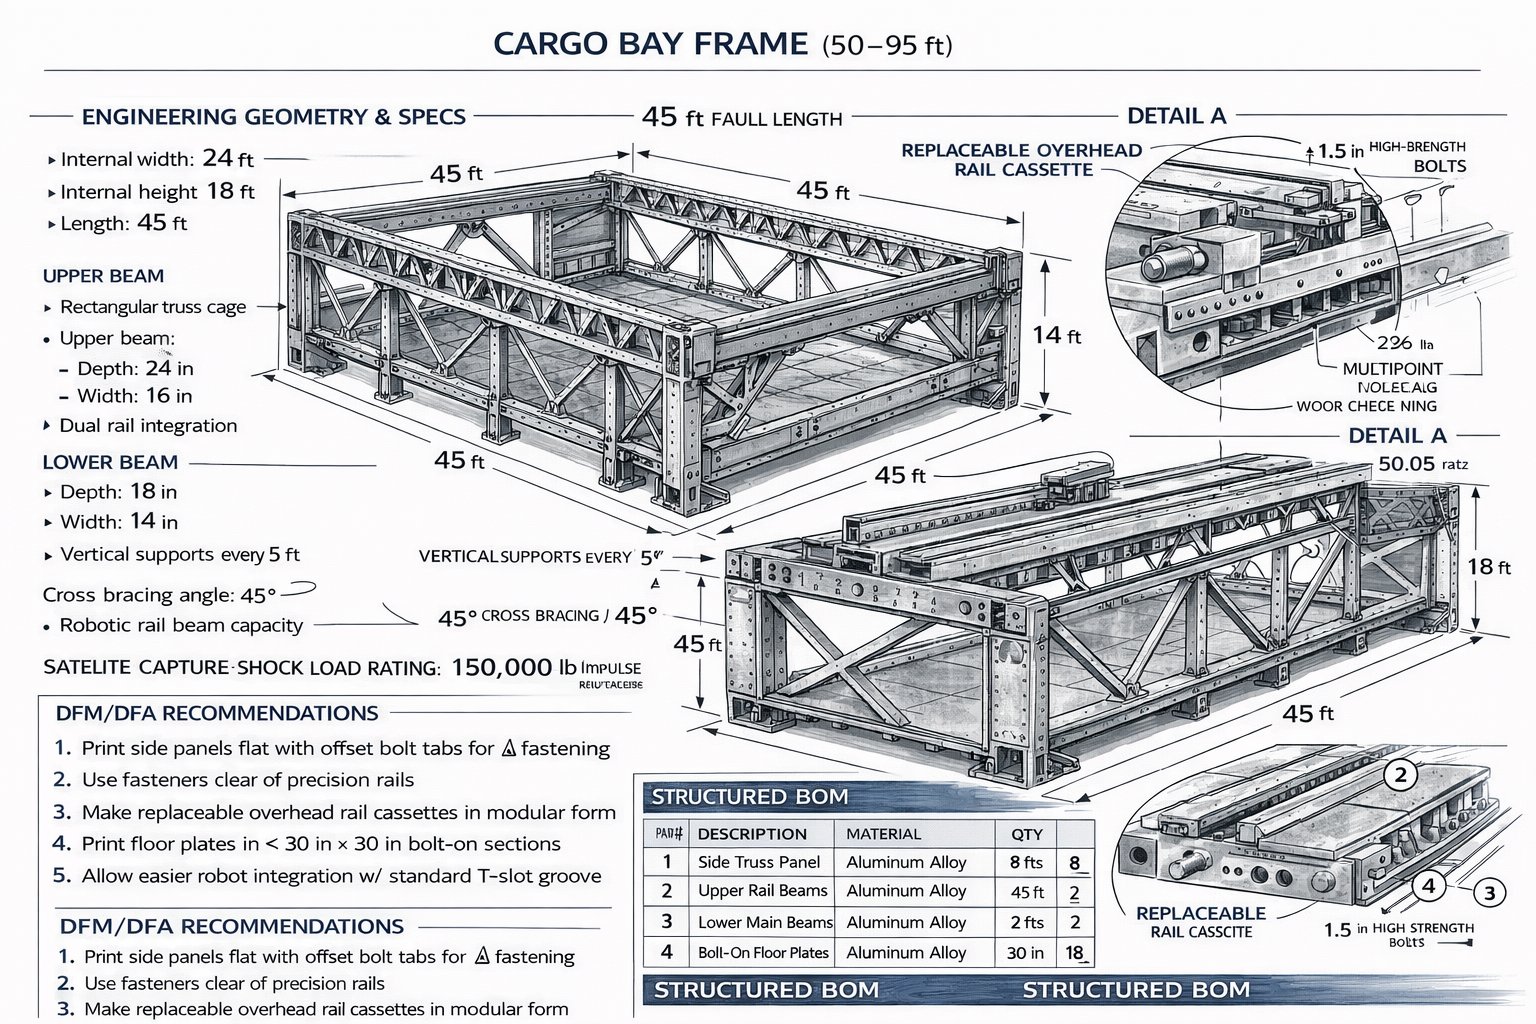 CARGO BAY FRAME (50–95 ft)
ENGINEERING GEOMETRY & SPECS
▸ Internal width: 24 ft
▸ Internal height 18 ft
▸ Length: 45 ft
UPPER BEAM
▸ Rectangular truss cage
• Upper beam:
– Depth: 24 in
– Width: 16 in
▸ Dual rail integration
LOWER BEAM
▸ Depth: 18 in
▸ Width: 14 in
▸ Vertical supports every 5 ft
Cross bracing angle: 45°
• Robotic rail beam capacity
SATELITE CAPTURE-SHOCK LOAD RATING: 150,000 lb IMPULSE
45 ft FAULL LENGTH
45 ft
45 ft
14 ft
45 ft
45 ft
DETAIL A
REPLACEABLE OVERHEAD
RAIL CASSETTE
1.5 in HIGH-BRENGTH
BOLTS
MULTIPOINT
WOOR CHECE NING
DETAIL A
50.05 ratz
VERTICAL SUPPORTS EVERY 5"
45° CROSS BRACING / 45°
45 ft
18 ft
45 ft
DFM/DFA RECOMMENDATIONS
1. Print side panels flat with offset bolt tabs for fastening
2. Use fasteners clear of precision rails
3. Make replaceable overhead rail cassettes in modular form
4. Print floor plates in < 30 in × 30 in bolt-on sections
5. Allow easier robot integration w/ standard T-slot groove
DFM/DFA RECOMMENDATIONS
1. Print side panels flat with offset bolt tabs for fastening
2. Use fasteners clear of precision rails
3. Make replaceable overhead rail cassettes in modular form
STRUCTURED BOM
DESCRIPTION MATERIAL QTY
1 Side Truss Panel Aluminum Alloy 8 fts 8
2 Upper Rail Beams Aluminum Alloy 45 ft 2
3 Lower Main Beams Aluminum Alloy 2 fts 2
4 Boll-On Floor Plates Aluminum Alloy 30 in 18
STRUCTURED BOM STRUCTURED BOM
2
4
3
REPLACEABLE
RAIL CASSCITE
1.5 in HIGH STRENGTH
BOLTS